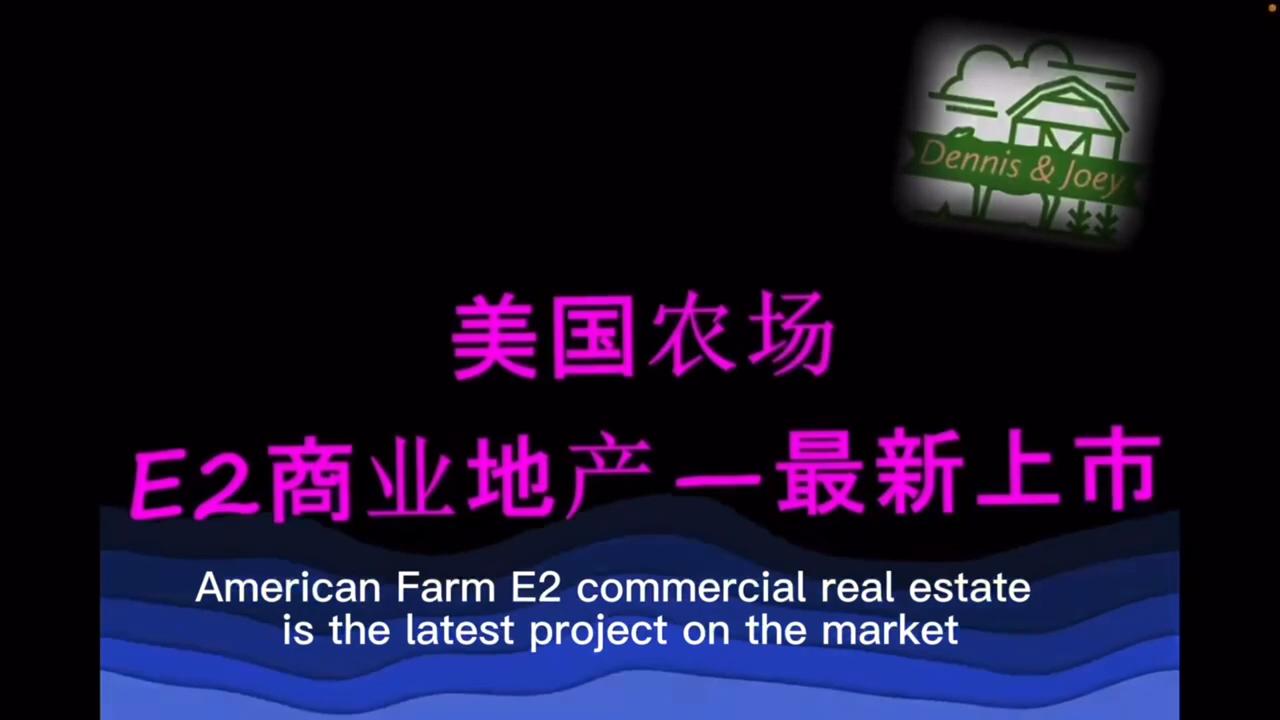 Dennis & Joey
美国农场
E2商业地产—最新上市
American Farm E2 commercial real estate
is the latest project on the market